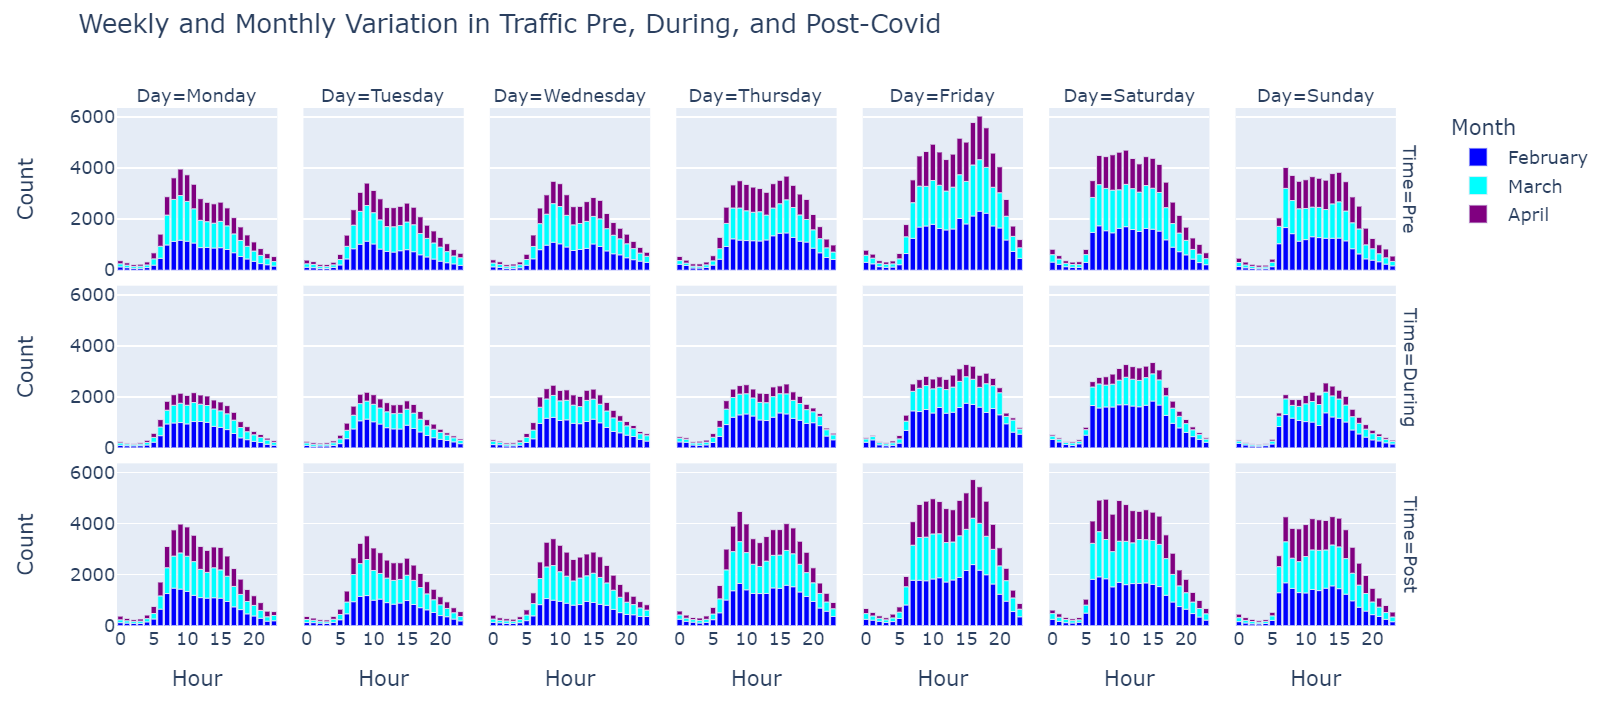 Weekly and Monthly Variation in Traffic Pre, During, and Post-Covid
Day=Monday
Day=Tuesday
Day=Wednesday
Day=Thursday
Day=Friday
Day=Saturday
Day=Sunday
Month
February
March
April
Count
6000
4000
2000
0
Time=Pre
Count
6000
4000
2000
0
Time=During
Count
6000
4000
2000
0
Time=Post
0 5 10 15 20
0 5 10 15 20
0 5 10 15 20
0 5 10 15 20
0 5 10 15 20
0 5 10 15 20
0 5 10 15 20
Hour
Hour
Hour
Hour
Hour
Hour
Hour